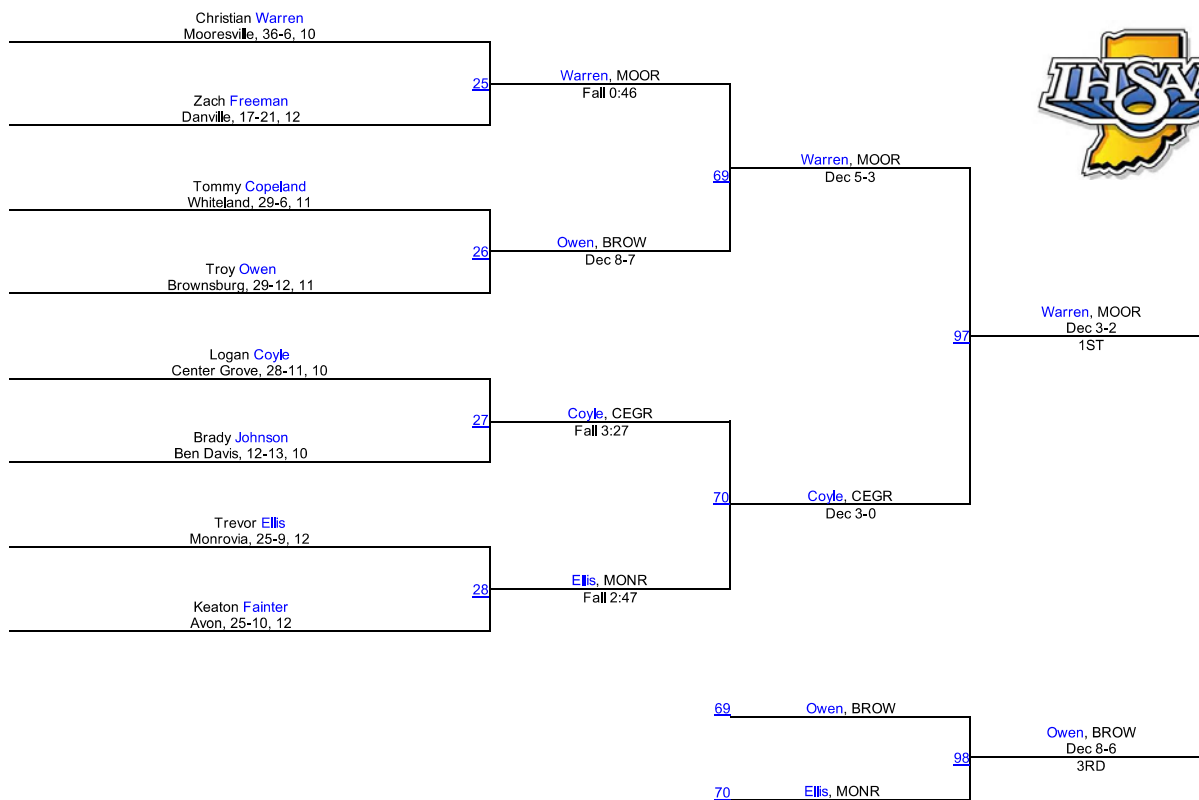 Christian Warren
Mooresville, 36-6, 10
25
Zach Freeman
Danville, 17-21, 12
Warren, MOOR
Fall 0:46
Tommy Copeland
Whiteland, 29-6, 11
26
Troy Owen
Brownsburg, 29-12, 11
Owen, BROW
Dec 8-7
69
Warren, MOOR
Dec 5-3
Logan Coyle
Center Grove, 28-11, 10
27
Brady Johnson
Ben Davis, 12-13, 10
Coyle, CEGR
Fall 3:27
Trevor Ellis
Monrovia, 25-9, 12
28
Keaton Fainter
Avon, 25-10, 12
Ellis, MONR
Fall 2:47
70
Coyle, CEGR
Dec 3-0
97
Warren, MOOR
Dec 3-2
1ST
69
Owen, BROW
70
Ellis, MONR
98
Owen, BROW
Dec 8-6
3RD
IHSAA